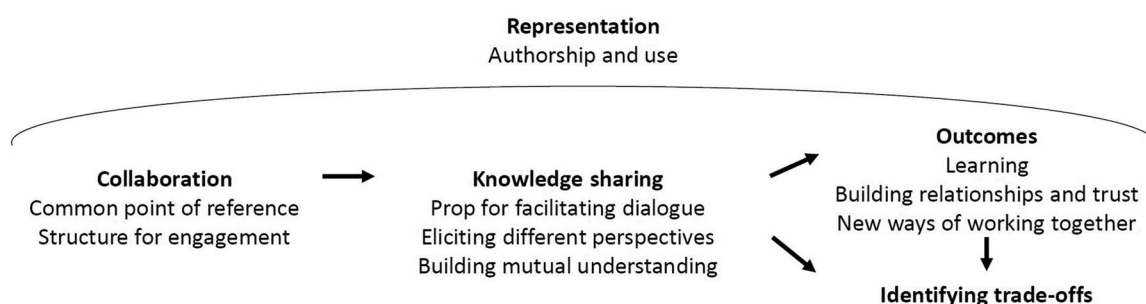 Representation
Authorship and use
Collaboration
Common point of reference
Structure for engagement
Knowledge sharing
Prop for facilitating dialogue
Eliciting different perspectives
Building mutual understanding
Outcomes
Learning
Building relationships and trust
New ways of working together
Identifying trade-offs